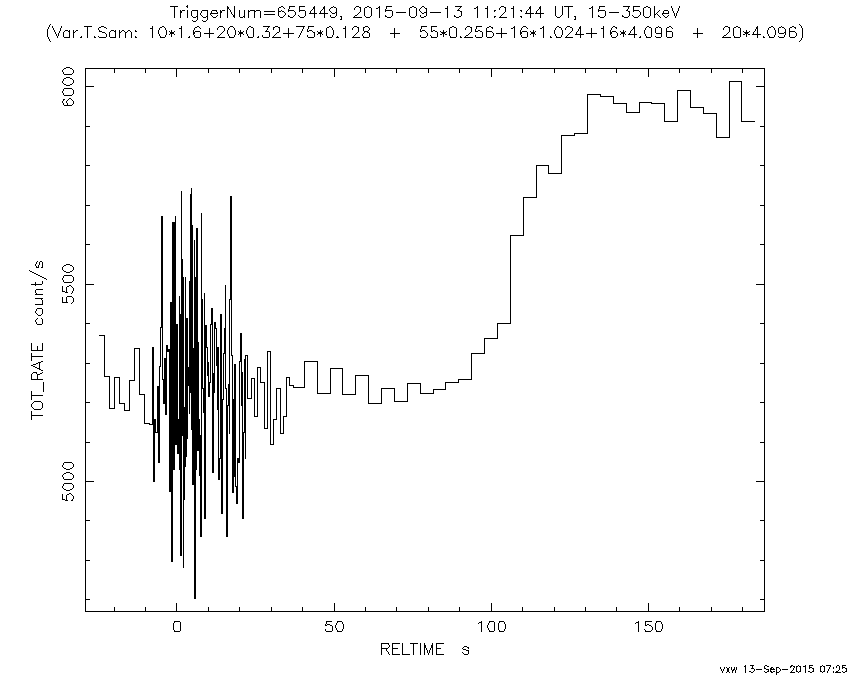 TriggerNum=655449, 2015-09-13 11:21:44 UT, 15-350keV
(Var.T.Sam: 10*1.6+20*0.32+75*0.128 + 55*0.256+16*1.024+16*4.096 + 20*4.096)
6000
5500
5000
TOT_RATE count/s
0 50 100 150
RELTIME s
vxw 13-Sep-2015 07:25